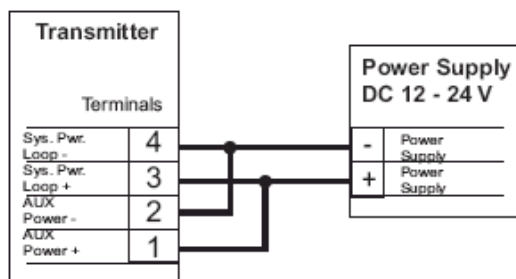 Transmitter
Terminals
Sys. Pwr.
Loop -
4
Sys. Pwr.
Loop +
3
AUX
Power -
2
AUX
Power +
1
Power Supply
DC 12 - 24 V
-
Power
Supply
+
Power
Supply